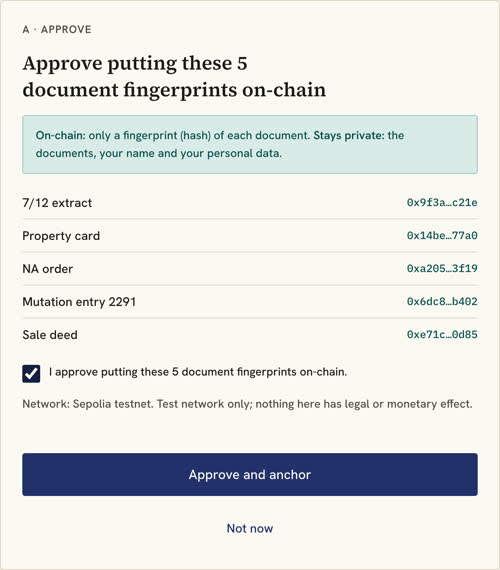 A · APPROVE
Approve putting these 5
document fingerprints on-chain
On-chain: only a fingerprint (hash) of each document. Stays private: the
documents, your name and your personal data.
7/12 extract 0x9f3a…c21e
Property card 0x14be…77a0
NA order 0xa205…3f19
Mutation entry 2291 0x6dc8…b402
Sale deed 0xe71c…0d85
I approve putting these 5 document fingerprints on-chain.
Network: Sepolia testnet. Test network only; nothing here has legal or monetary effect.
Approve and anchor
Not now